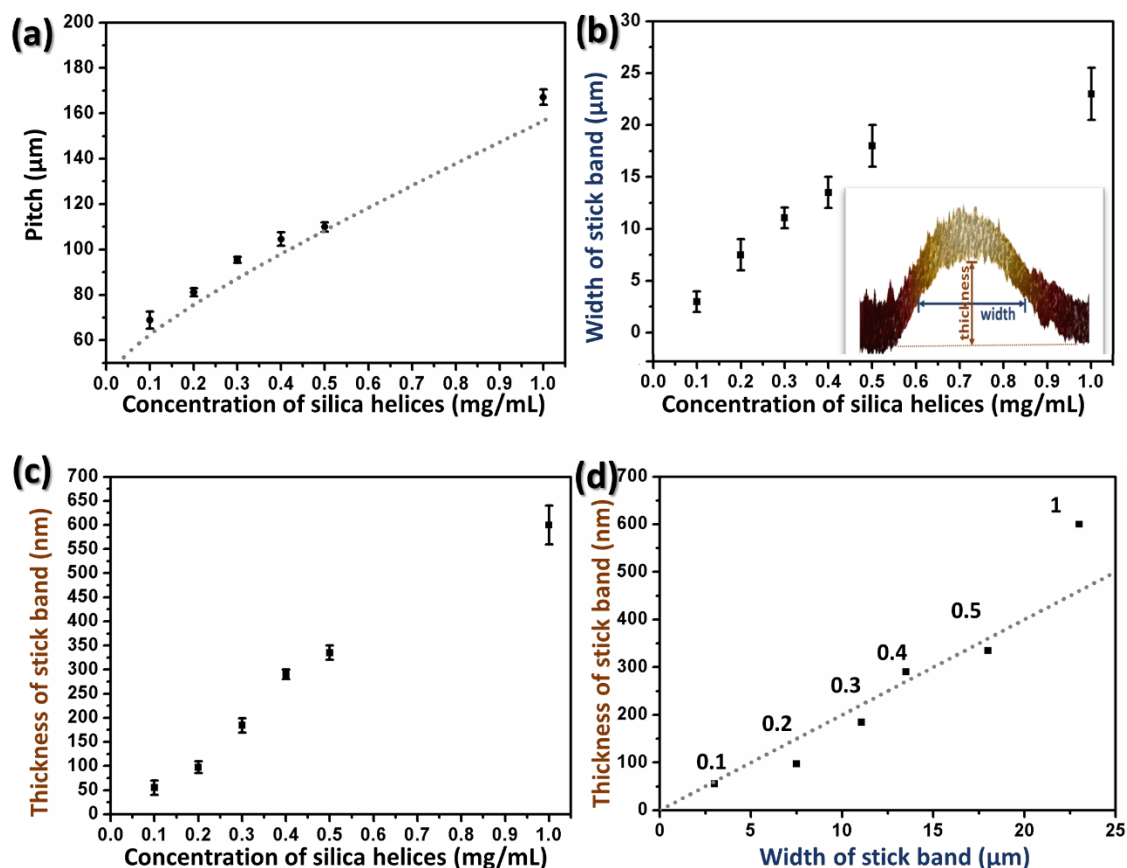 (a)
200
180
160
140
120
100
80
60
Pitch (µm)
0.0 0.1 0.2 0.3 0.4 0.5 0.6 0.7 0.8 0.9 1.0
Concentration of silica helices (mg/mL)
(b)
30
25
20
15
10
5
0
Width of stick band (µm)
thickness
width
0.0 0.1 0.2 0.3 0.4 0.5 0.6 0.7 0.8 0.9 1.0
Concentration of silica helices (mg/mL)
(c)
700
650
600
550
500
450
400
350
300
250
200
150
100
50
0
Thickness of stick band (nm)
0.0 0.1 0.2 0.3 0.4 0.5 0.6 0.7 0.8 0.9 1.0
Concentration of silica helices (mg/mL)
(d)
700
600
500
400
300
200
100
0
Thickness of stick band (nm)
1
0.5
0.4
0.3
0.2
0.1
0 5 10 15 20 25
Width of stick band (µm)